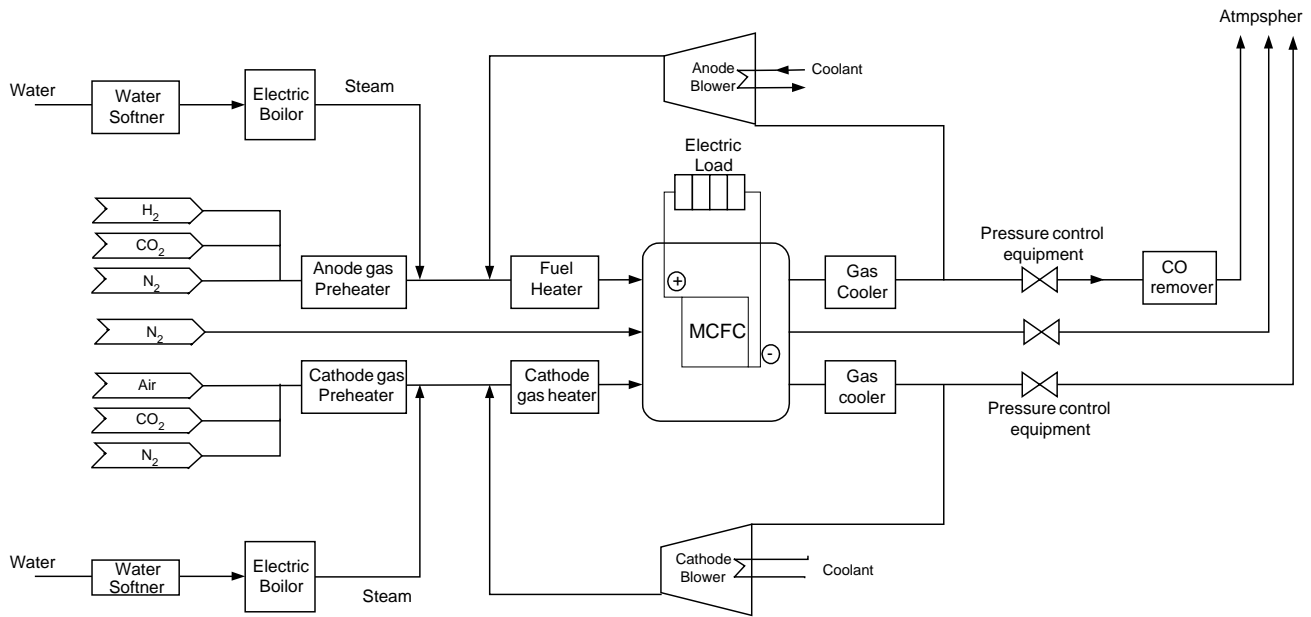 Atmpspher
Water
Water
Softner
Electric
Boilor
Steam
Anode
Blower
Coolant
Electric
Load
H2
CO2
N2
Anode gas
Preheater
Fuel
Heater
+
MCFC
-
Gas
Cooler
Pressure control
equipment
CO
remover
N2
Air
CO2
N2
Cathode gas
Preheater
Cathode
gas heater
Gas
cooler
Pressure control
equipment
Water
Water
Softner
Electric
Boilor
Steam
Cathode
Blower
Coolant